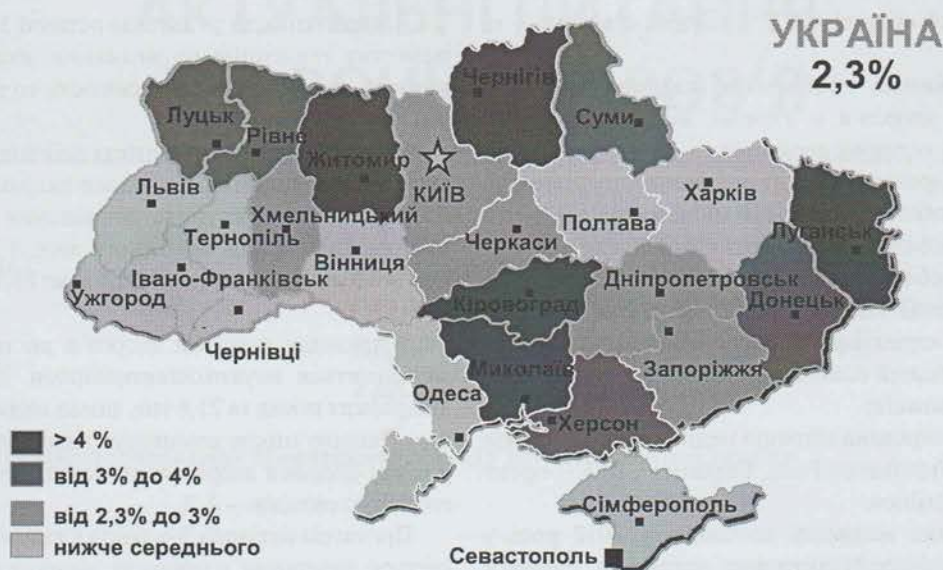 УКРАЇНА
2,3%
Чернігів
Суми
Луцьк
Рівне
Житомир
КИЇВ
Львів
Тернопіль
Хмельницький
Вінниця
Черкаси
Полтава
Харків
Луганськ
Івано-Франківськ
Ужгород
Чернівці
Кіровоград
Дніпропетровськ
Донецьк
Запоріжжя
Миколаїв
Одеса
Херсон
Сімферополь
Севастополь
> 4 %
від 3% до 4%
від 2,3% до 3%
нижче середнього